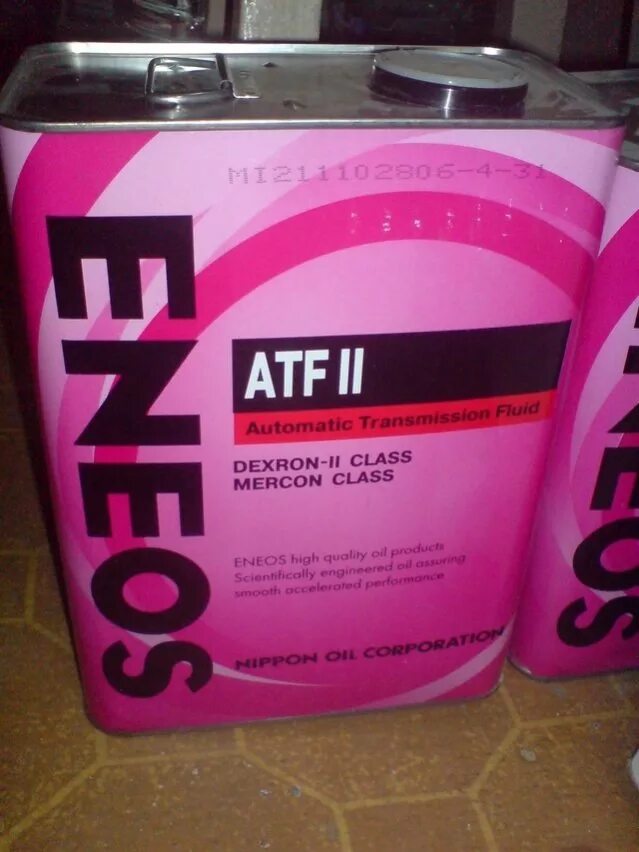 MI211102806-4-31
ENEOS
ATF II
Automatic Transmission Fluid
DEXRON-II CLASS
MERCON CLASS
ENEOS high quality oil products
Scientifically engineered oil assuring
smooth accelerated performance
NIPPON OIL CORPORATION
NEOS